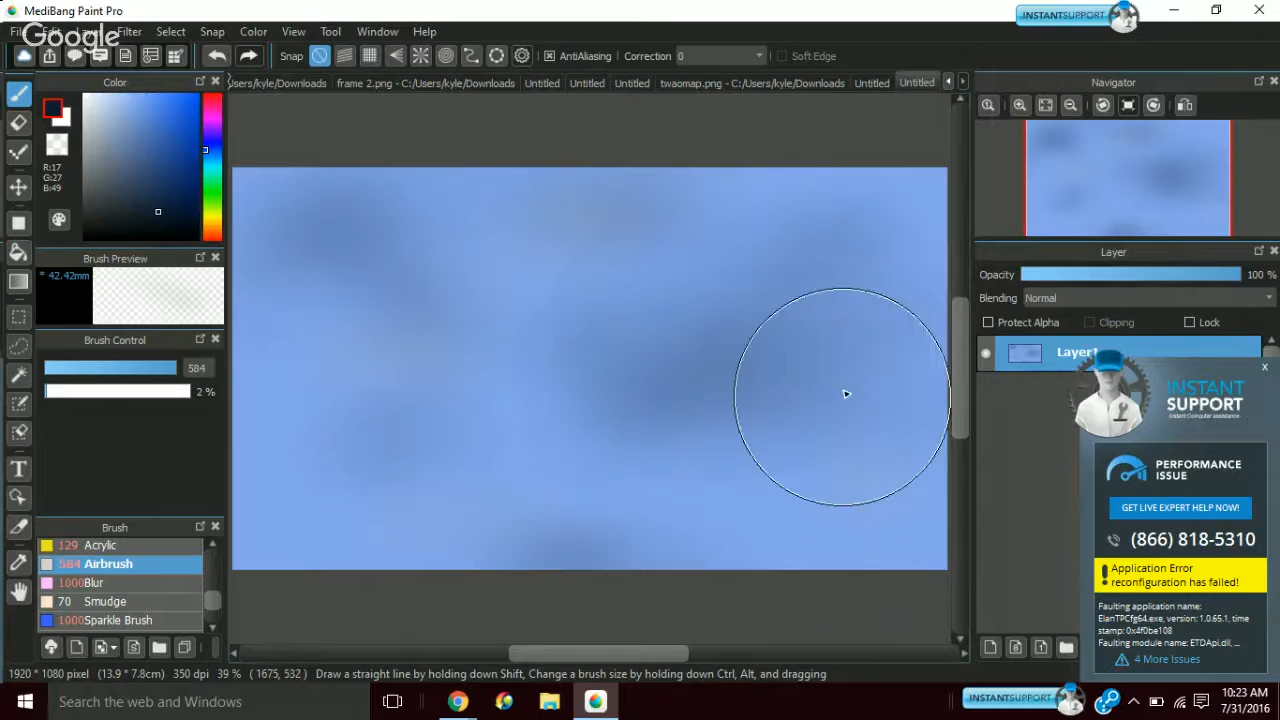 MediBang Paint Pro
INSTANTSUPPORT
File Edit Layer Filter Select Snap Color View Tool Window Help
Google
Snap AntiAliasing Correction 0 Soft Edge
Color
/Users/kyle/Downloads frame 2.png - C:/Users/kyle/Downloads Untitled Untitled Untitled twaomap.png - C:/Users/kyle/Downloads Untitled Untitled
Navigator
R:17
G:27
B:49
Brush Preview
* 42.42mm
Brush Control
584
2 %
Brush
129 Acrylic
584 Airbrush
1000 Blur
70 Smudge
1000 Sparkle Brush
Layer
Opacity 100 %
Blending Normal
Protect Alpha Clipping Lock
Layer1
x
INSTANT
SUPPORT
Instant Computer assistance
PERFORMANCE
ISSUE
GET LIVE EXPERT HELP NOW!
(866) 818-5310
Application Error
reconfiguration has failed!
Faulting application name:
ElanTPCfg64.exe, version: 1.0.65.1, time
stamp: 0x4f0be108
Faulting module name: ETDApi.dll, ...
4 More Issues
1920 * 1080 pixel (13.9 * 7.8cm) 350 dpi 39 % ( 1675, 532 ) Draw a straight line by holding down Shift, Change a brush size by holding down Ctrl, Alt, and dragging
Search the web and Windows
INSTANTSUPPORT
10:23 AM
7/31/2016